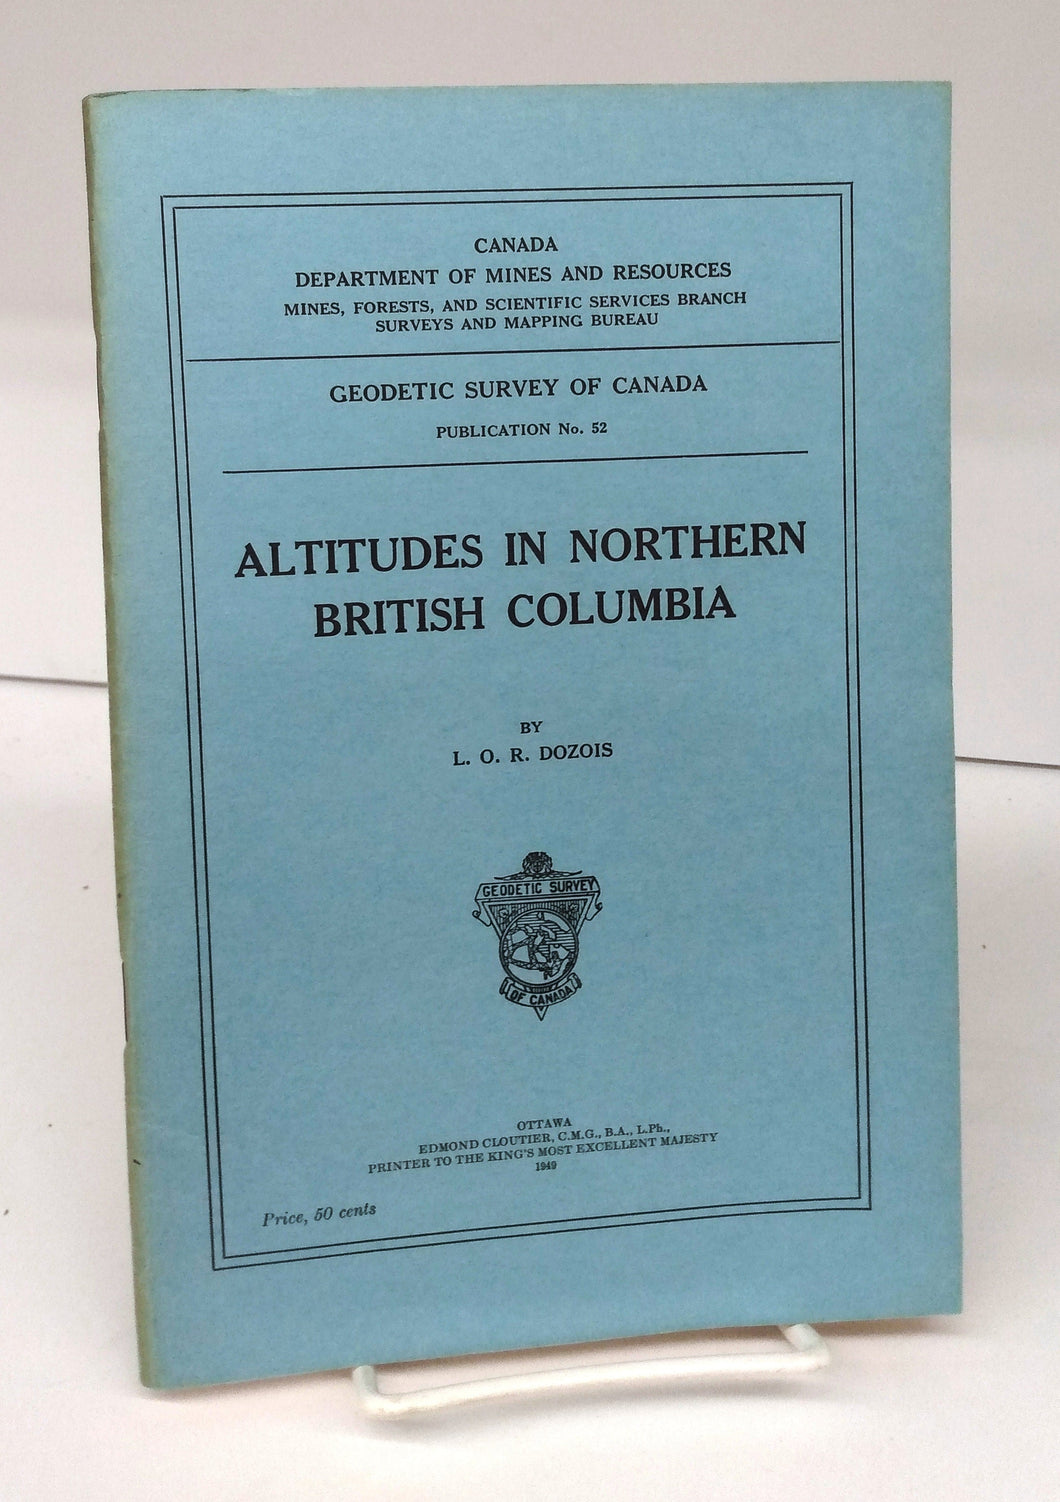 CANADA
DEPARTMENT OF MINES AND RESOURCES
MINES, FORESTS, AND SCIENTIFIC SERVICES BRANCH
SURVEYS AND MAPPING BUREAU
GEODETIC SURVEY OF CANADA
PUBLICATION No. 52
ALTITUDES IN NORTHERN
BRITISH COLUMBIA
BY
L. O. R. DOZOIS
GEODETIC SURVEY
OF CANADA
OTTAWA
EDMOND CLOUTIER, C.M.G., B.A., L.Ph.,
PRINTER TO THE KING'S MOST EXCELLENT MAJESTY
1949
Price, 50 cents